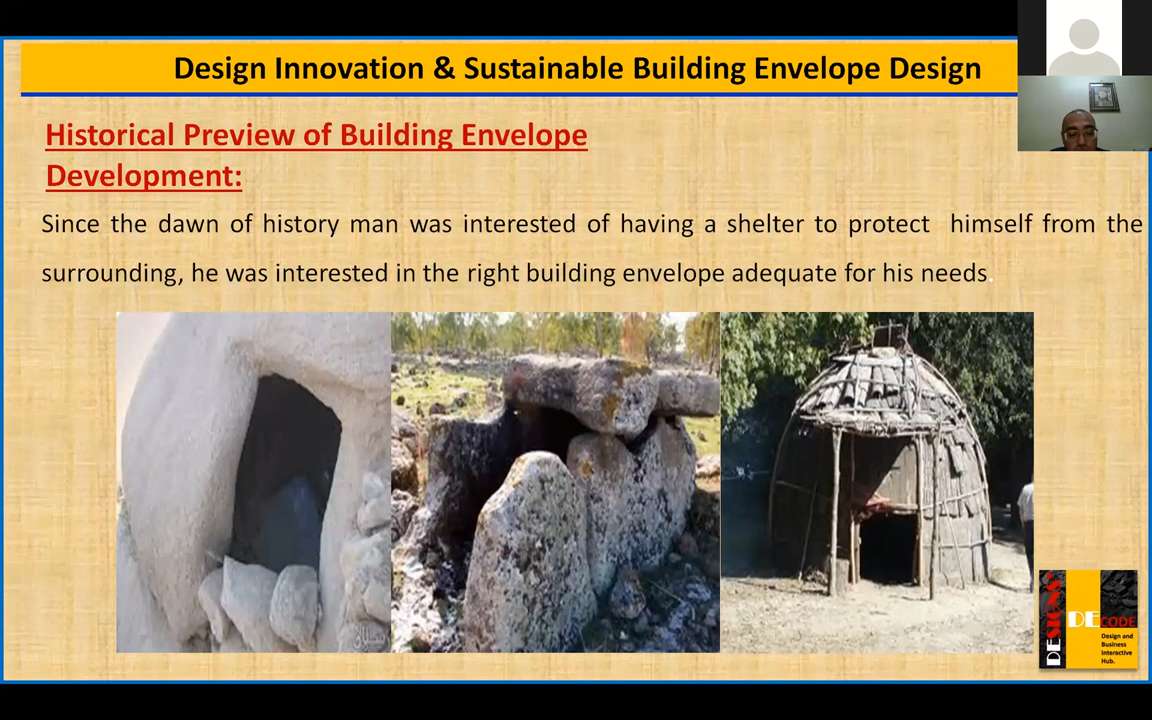 Design Innovation & Sustainable Building Envelope Design
Historical Preview of Building Envelope
Development:
Since the dawn of history man was interested of having a shelter to protect himself from the
surrounding, he was interested in the right building envelope adequate for his needs.
DESIGNS'
DECODE
Design and
Business
Interactive
Hub.